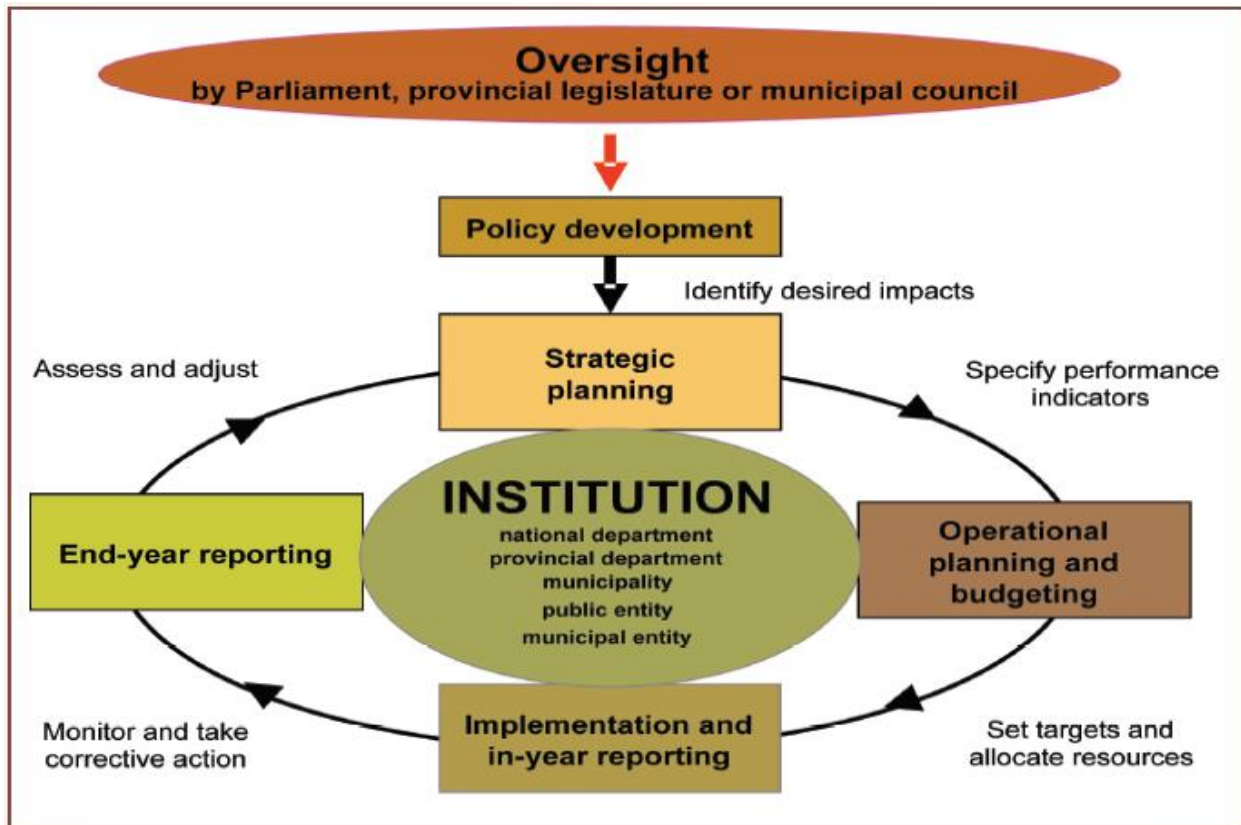 Oversight
by Parliament, provincial legislature or municipal council
Policy development
Identify desired impacts
Strategic
planning
Assess and adjust
Specify performance
indicators
INSTITUTION
national department
provincial department
municipality
public entity
municipal entity
End-year reporting
Operational
planning and
budgeting
Implementation and
in-year reporting
Monitor and take
corrective action
Set targets and
allocate resources